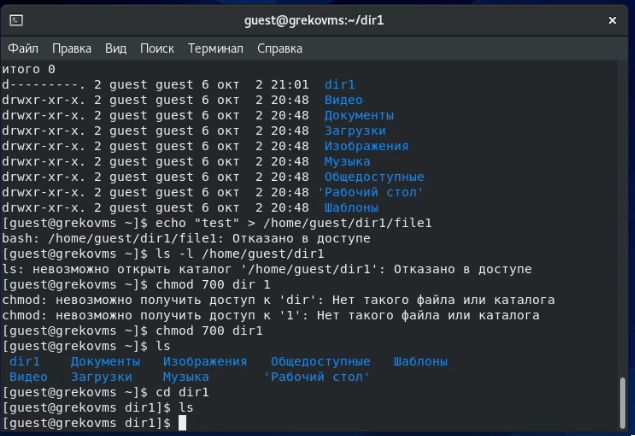 guest@grekovms:~/dir1
Файл Правка Вид Поиск Терминал Справка
итого 0
d---------. 2 guest guest 6 окт  2 21:01  dir1
drwxr-xr-x. 2 guest guest 6 окт  2 20:48  Видео
drwxr-xr-x. 2 guest guest 6 окт  2 20:48  Документы
drwxr-xr-x. 2 guest guest 6 окт  2 20:48  Загрузки
drwxr-xr-x. 2 guest guest 6 окт  2 20:48  Изображения
drwxr-xr-x. 2 guest guest 6 окт  2 20:48  Музыка
drwxr-xr-x. 2 guest guest 6 окт  2 20:48  Общедоступные
drwxr-xr-x. 2 guest guest 6 окт  2 20:48 'Рабочий стол'
drwxr-xr-x. 2 guest guest 6 окт  2 20:48  Шаблоны
[guest@grekovms ~]$ echo "test" > /home/guest/dir1/file1
bash: /home/guest/dir1/file1: Отказано в доступе
[guest@grekovms ~]$ ls -l /home/guest/dir1
ls: невозможно открыть каталог '/home/guest/dir1': Отказано в доступе
[guest@grekovms ~]$ chmod 700 dir 1
chmod: невозможно получить доступ к 'dir': Нет такого файла или каталога
chmod: невозможно получить доступ к '1': Нет такого файла или каталога
[guest@grekovms ~]$ chmod 700 dir1
[guest@grekovms ~]$ ls
dir1    Документы   Изображения   Общедоступные   Шаблоны
Видео   Загрузки    Музыка       'Рабочий стол'
[guest@grekovms ~]$ cd dir1
[guest@grekovms dir1]$ ls
[guest@grekovms dir1]$